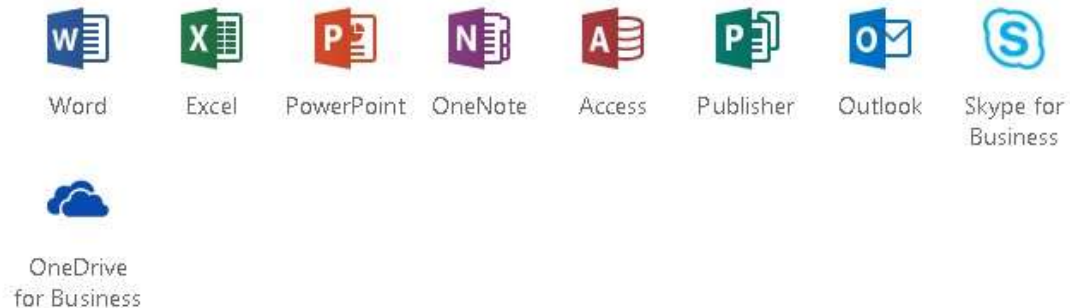 Word Excel PowerPoint OneNote Access Publisher Outlook Skype for
Business
OneDrive
for Business